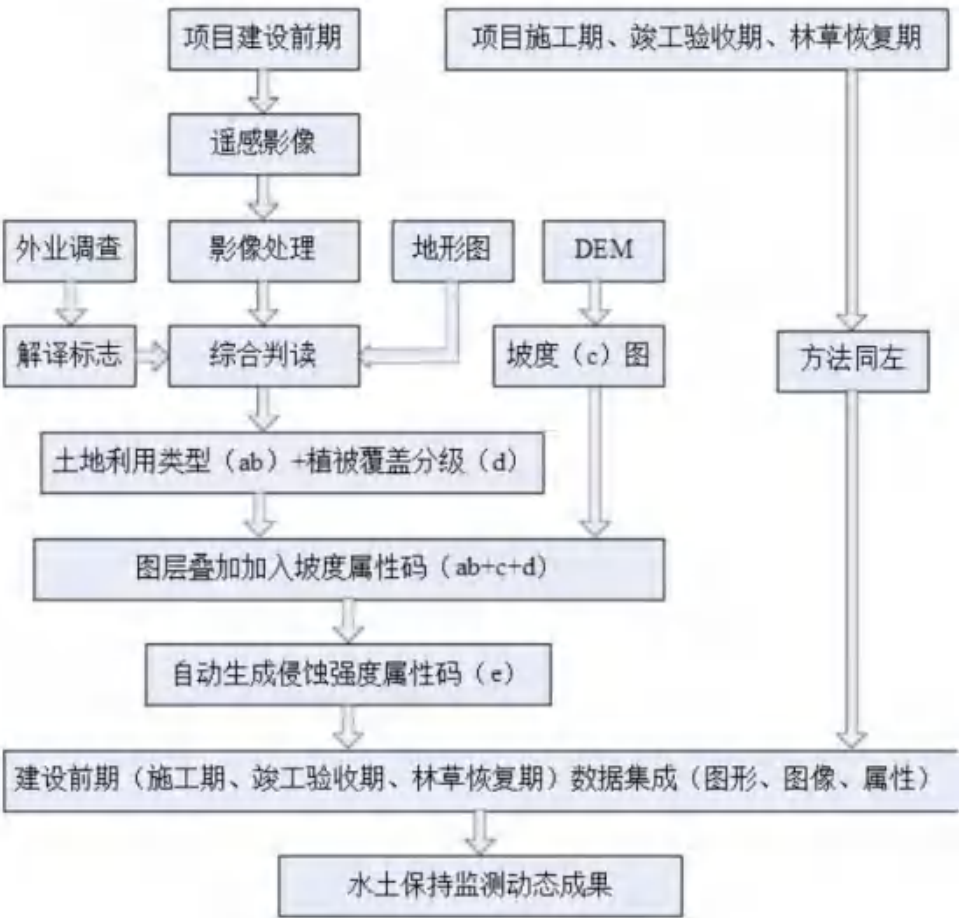 项目建设前期
项目施工期、竣工验收期、林草恢复期
遥感影像
外业调查
影像处理
地形图
DEM
解译标志
综合判读
坡度（c）图
方法同左
土地利用类型（ab）+植被覆盖分级（d）
图层叠加加入坡度属性码（ab+c+d）
自动生成侵蚀强度属性码（e）
建设前期（施工期、竣工验收期、林草恢复期）数据集成（图形、图像、属性）
水土保持监测动态成果